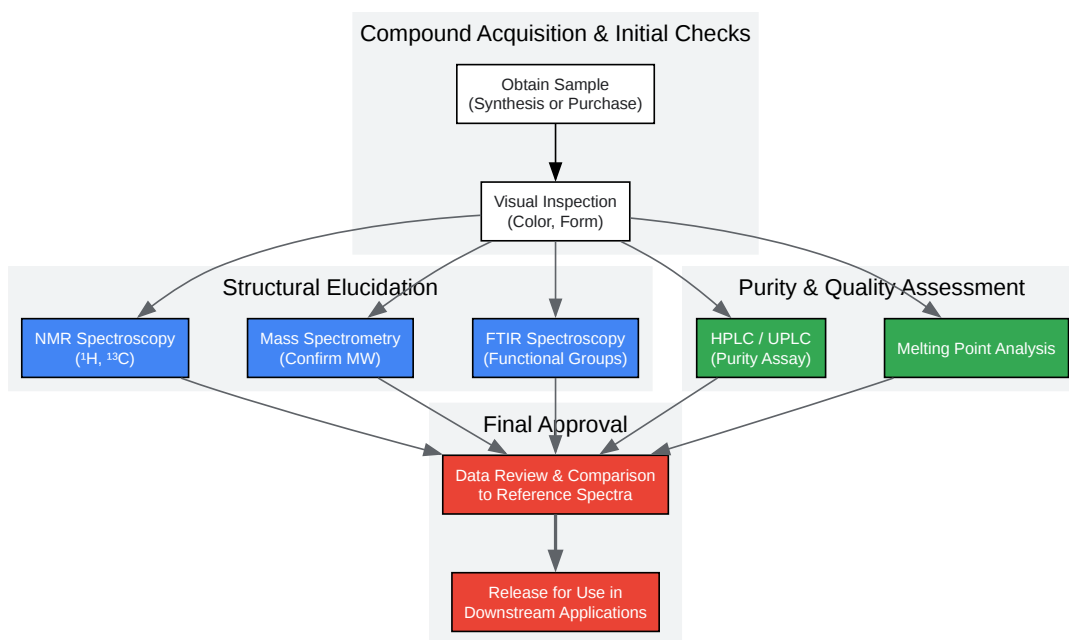 Compound Acquisition & Initial Checks
Obtain Sample
(Synthesis or Purchase)
Visual Inspection
(Color, Form)
Structural Elucidation
Purity & Quality Assessment
NMR Spectroscopy
(¹H, ¹³C)
Mass Spectrometry
(Confirm MW)
FTIR Spectroscopy
(Functional Groups)
HPLC / UPLC
(Purity Assay)
Melting Point Analysis
Final Approval
Data Review & Comparison
to Reference Spectra
Release for Use in
Downstream Applications